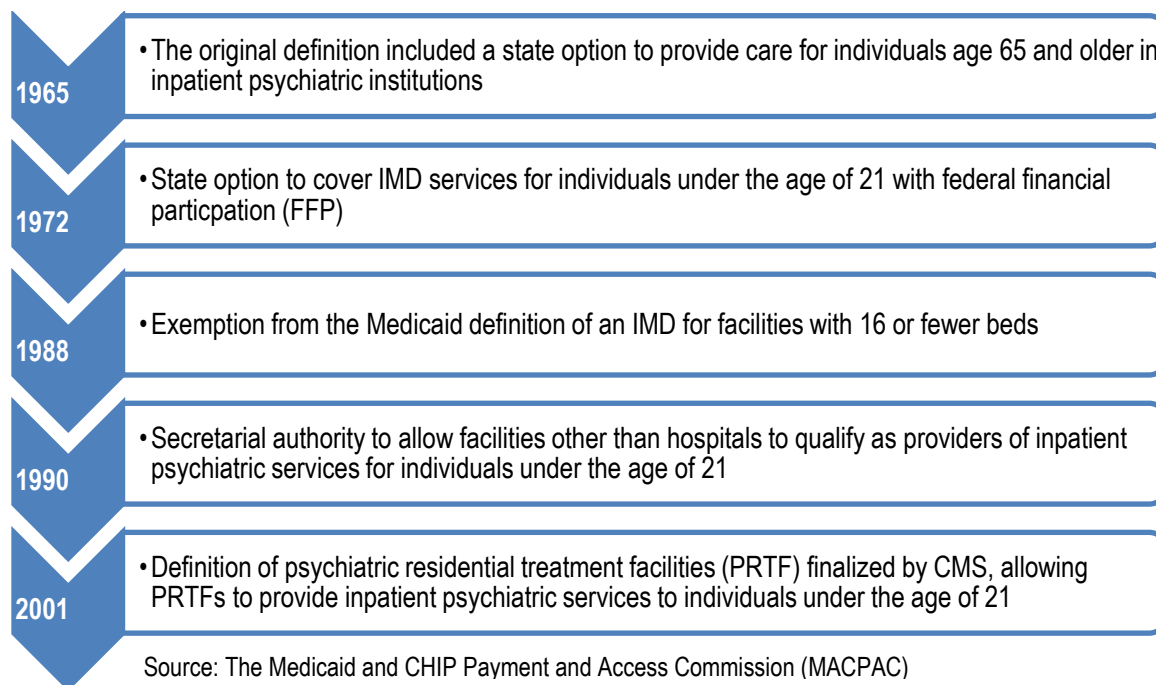 1965
• The original definition included a state option to provide care for individuals age 65 and older in
inpatient psychiatric institutions
1972
• State option to cover IMD services for individuals under the age of 21 with federal financial
particpation (FFP)
1988
• Exemption from the Medicaid definition of an IMD for facilities with 16 or fewer beds
1990
• Secretarial authority to allow facilities other than hospitals to qualify as providers of inpatient
psychiatric services for individuals under the age of 21
2001
• Definition of psychiatric residential treatment facilities (PRTF) finalized by CMS, allowing
PRTFs to provide inpatient psychiatric services to individuals under the age of 21
Source: The Medicaid and CHIP Payment and Access Commission (MACPAC)